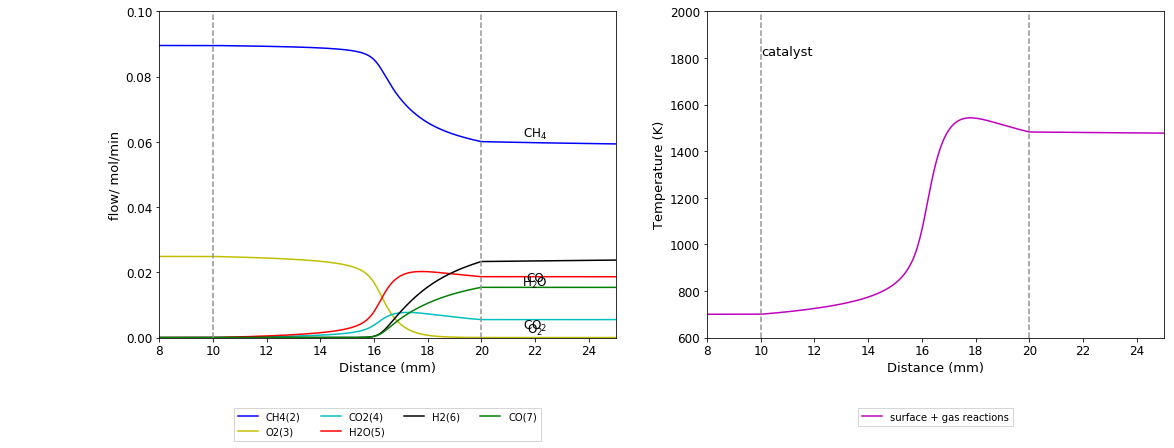 0.10
0.08
0.06
0.04
0.02
0.00
flow/ mol/min
8 10 12 14 16 18 20 22 24
Distance (mm)
CH4
CO
H2O
CO2
O2
CH4(2) CO2(4) H2(6) CO(7)
O2(3) H2O(5)
2000
1800
1600
1400
1200
1000
800
600
Temperature (K)
catalyst
8 10 12 14 16 18 20 22 24
Distance (mm)
surface + gas reactions